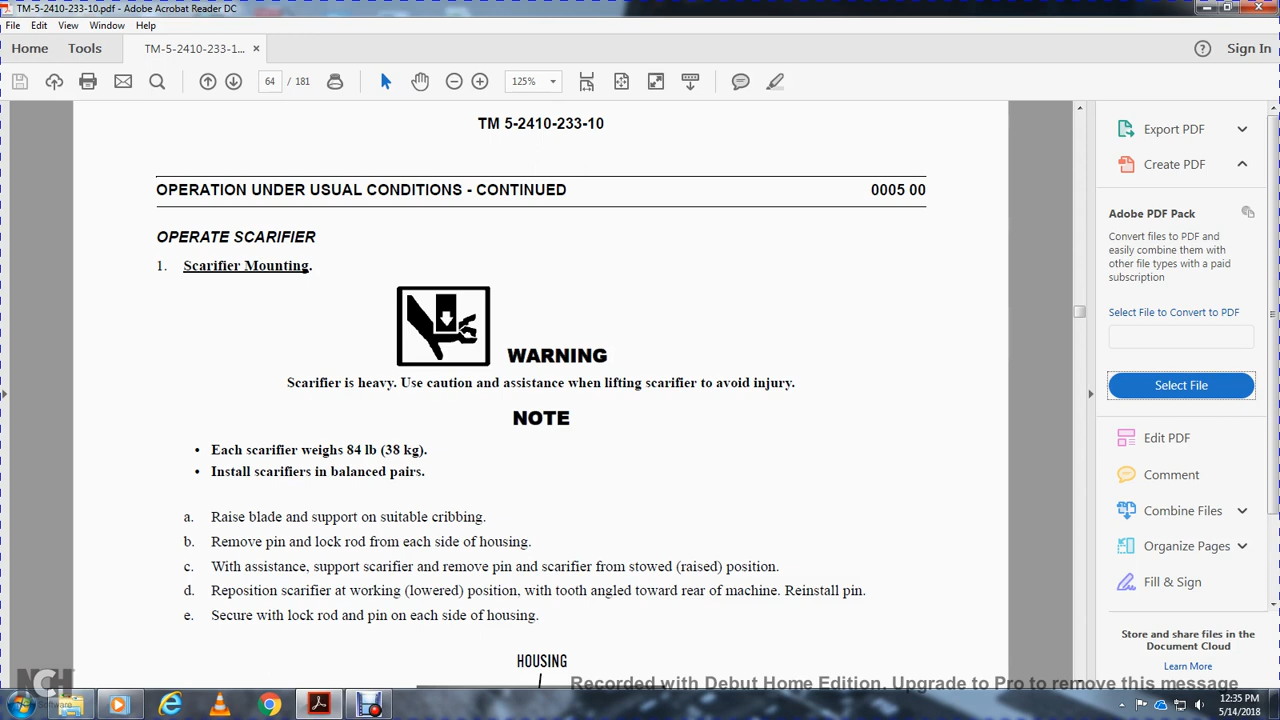 TM-5-2410-233-10.pdf - Adobe Acrobat Reader DC
File Edit View Window Help
Home Tools TM-5-2410-233-1... × Sign In
64 / 181 125%
TM 5-2410-233-10
OPERATION UNDER USUAL CONDITIONS - CONTINUED 0005 00
OPERATE SCARIFIER
1. Scarifier Mounting.
WARNING
Scarifier is heavy. Use caution and assistance when lifting scarifier to avoid injury.
NOTE
• Each scarifier weighs 84 lb (38 kg).
• Install scarifiers in balanced pairs.
a. Raise blade and support on suitable cribbing.
b. Remove pin and lock rod from each side of housing.
c. With assistance, support scarifier and remove pin and scarifier from stowed (raised) position.
d. Reposition scarifier at working (lowered) position, with tooth angled toward rear of machine. Reinstall pin.
e. Secure with lock rod and pin on each side of housing.
HOUSING
Export PDF
Create PDF
Adobe PDF Pack
Convert files to PDF and
easily combine them with
other file types with a paid
subscription
Select File to Convert to PDF
Select File
Edit PDF
Comment
Combine Files
Organize Pages
Fill & Sign
Store and share files in the
Document Cloud
Learn More
NCH
Software
Recorded with Debut Home Edition. Upgrade to Pro to remove this message
12:35 PM
5/14/2018